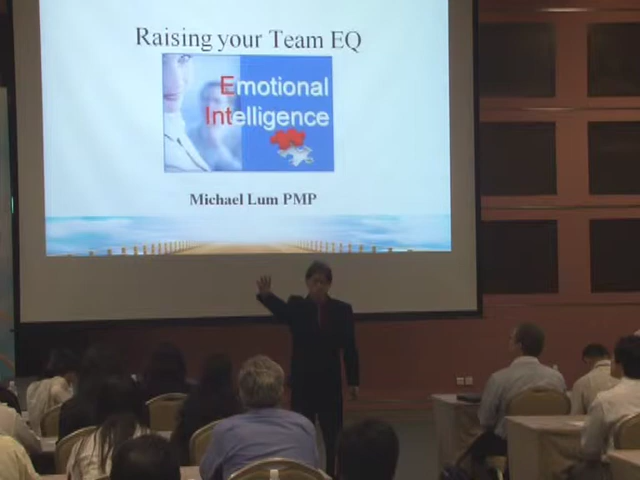 Raising your Team EQ
Emotional
Intelligence
Michael Lum PMP